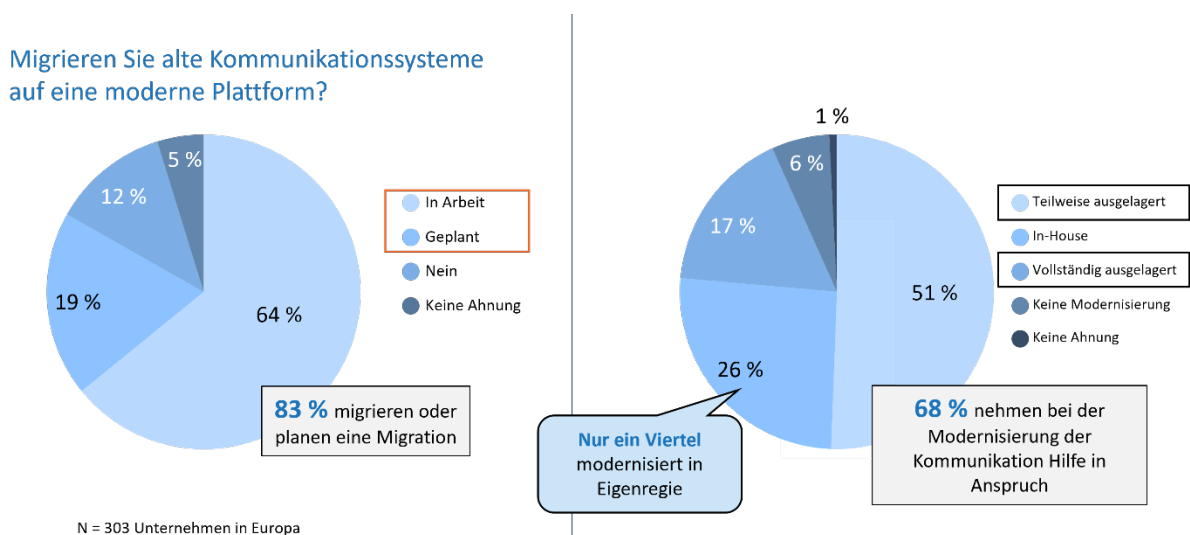 Migrieren Sie alte Kommunikationssysteme
auf eine moderne Plattform?
5 %
12 %
19 %
64 %
In Arbeit
Geplant
Nein
Keine Ahnung
83 % migrieren oder
planen eine Migration
N = 303 Unternehmen in Europa
1 %
6 %
17 %
51 %
26 %
Teilweise ausgelagert
In-House
Vollständig ausgelagert
Keine Modernisierung
Keine Ahnung
Nur ein Viertel
modernisiert in
Eigenregie
68 % nehmen bei der
Modernisierung der
Kommunikation Hilfe in
Anspruch